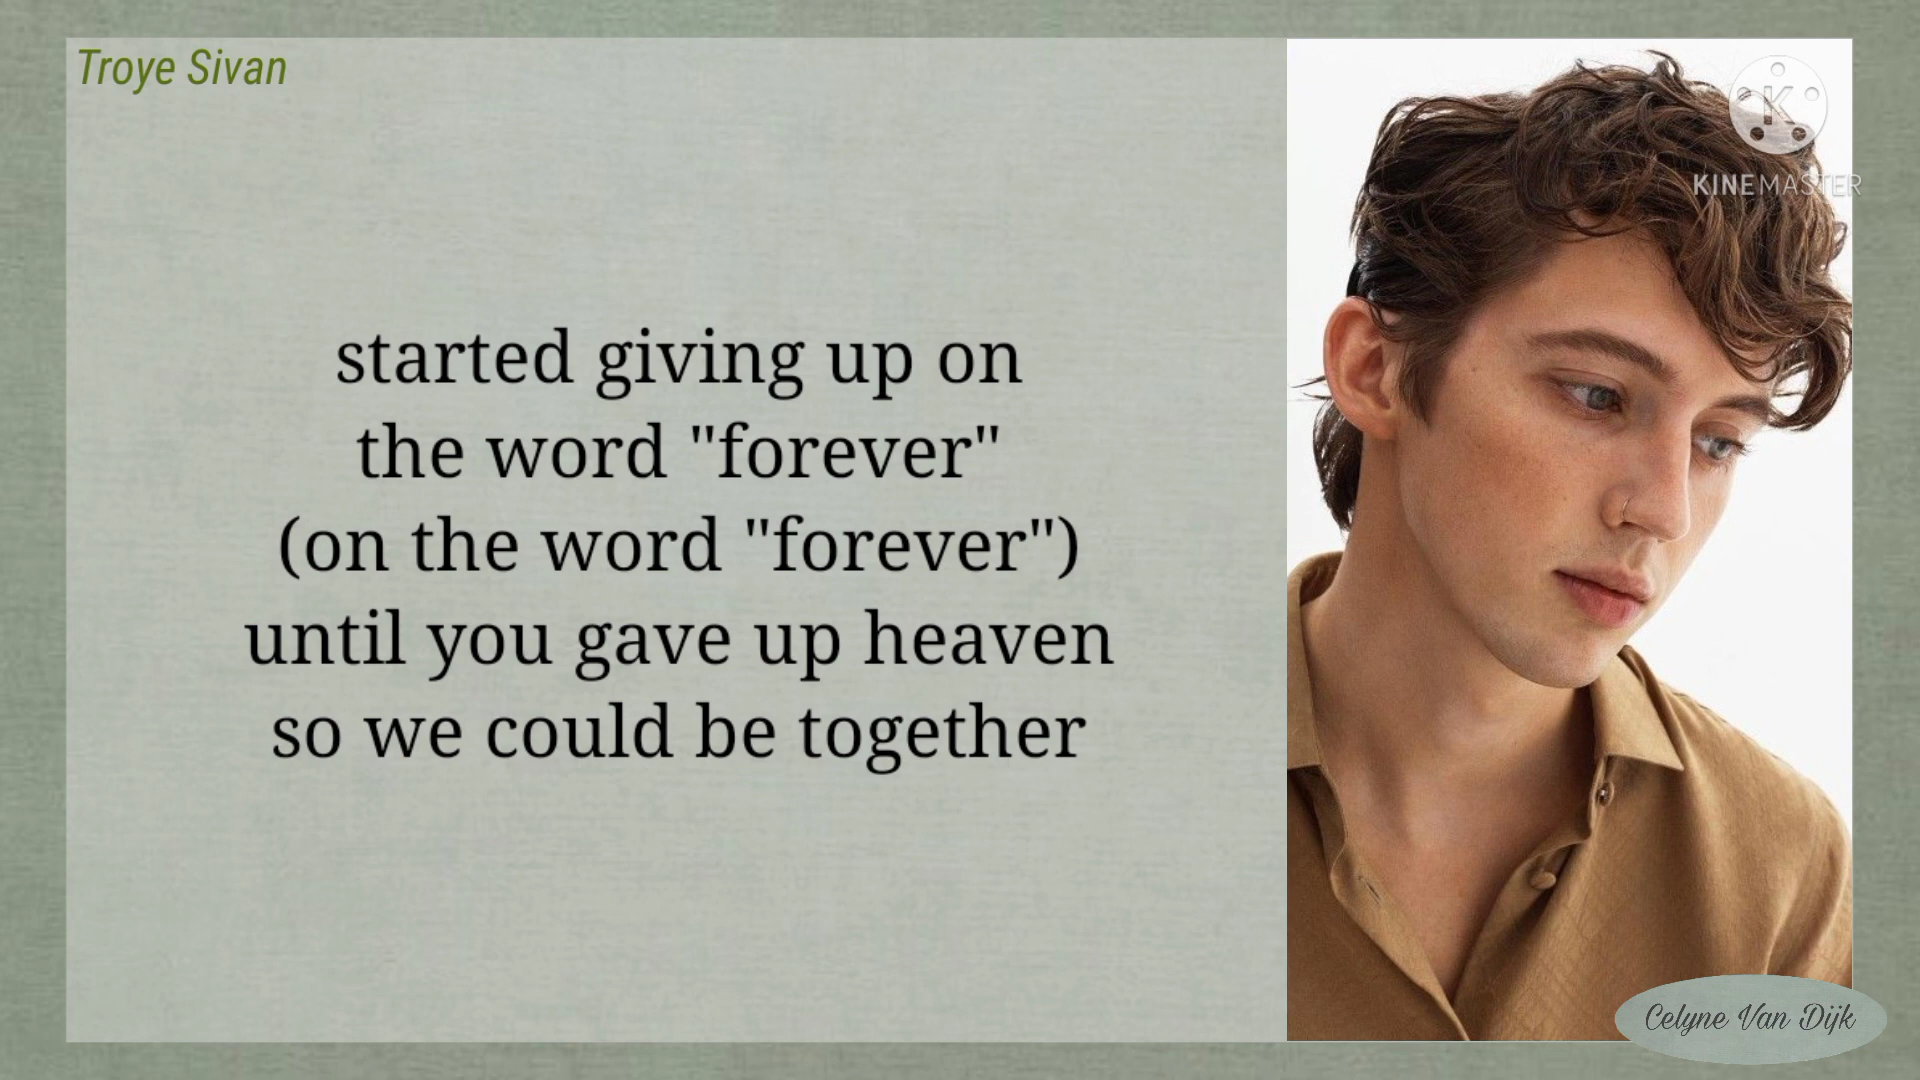 Troye Sivan
KINEMASTER
started giving up on
the word "forever"
(on the word "forever")
until you gave up heaven
so we could be together
Celyne Van Dijk